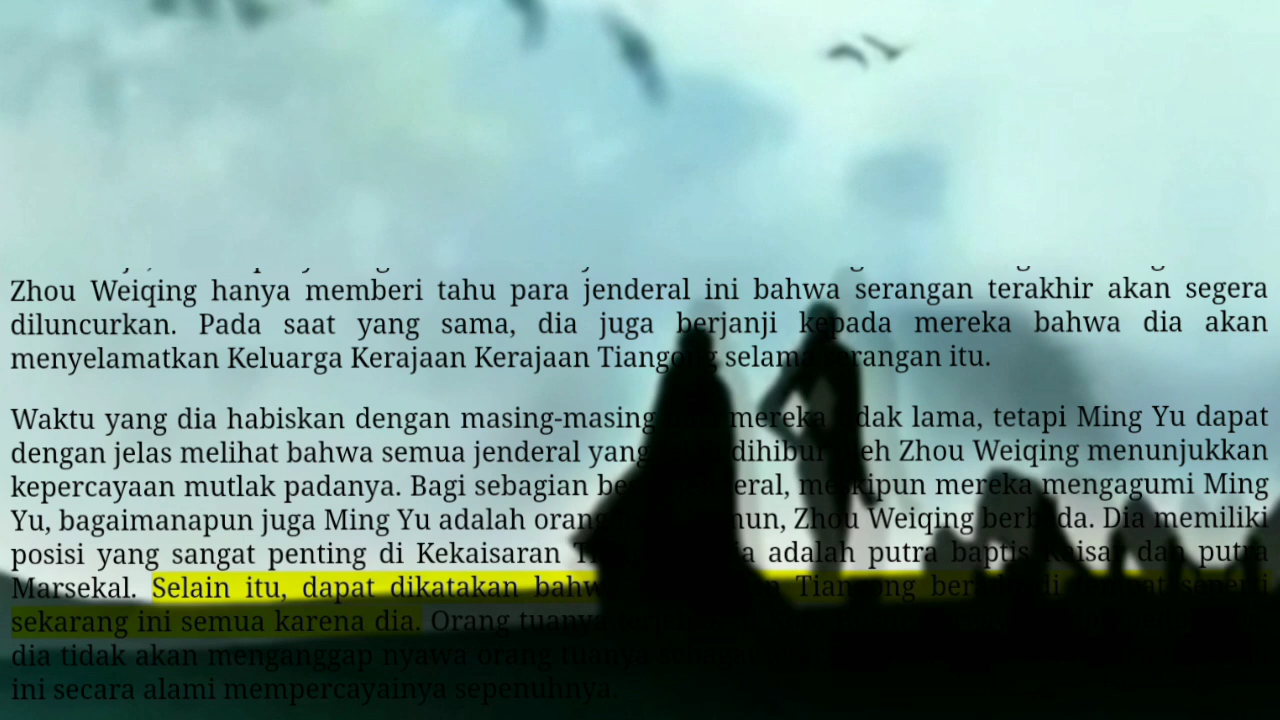 Zhou Weiqing hanya memberi tahu para jenderal ini bahwa serangan terakhir akan segera
diluncurkan. Pada saat yang sama, dia juga berjanji kepada mereka bahwa dia akan
menyelamatkan Keluarga Kerajaan Kerajaan Tiangong selama serangan itu.
Waktu yang dia habiskan dengan masing-masing mereka tidak lama, tetapi Ming Yu dapat
dengan jelas melihat bahwa semua jenderal yang dihibur oleh Zhou Weiqing menunjukkan
kepercayaan mutlak padanya. Bagi sebagian meskipun mereka mengagumi Ming
Yu, bagaimanapun juga Ming Yu adalah orang Zhou Weiqing berbeda. Dia memiliki
posisi yang sangat penting di Kekaisaran adalah putra baptis Kaisar dan putra
Marsekal. Selain itu, dapat dikatakan bahwa Tiangong berada di seperti
sekarang ini semua karena dia. Orang tuanya
dia tidak akan menganggap nyawa orang tuanya sebagai
ini secara alami mempercayainya sepenuhnya.